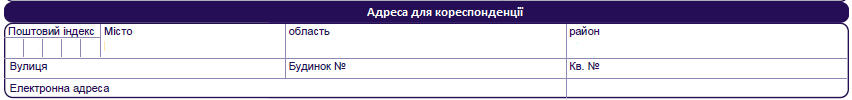 Адреса для кореспонденції
Поштовий індекс Місто область район
Вулиця Будинок № Кв. №
Електронна адреса